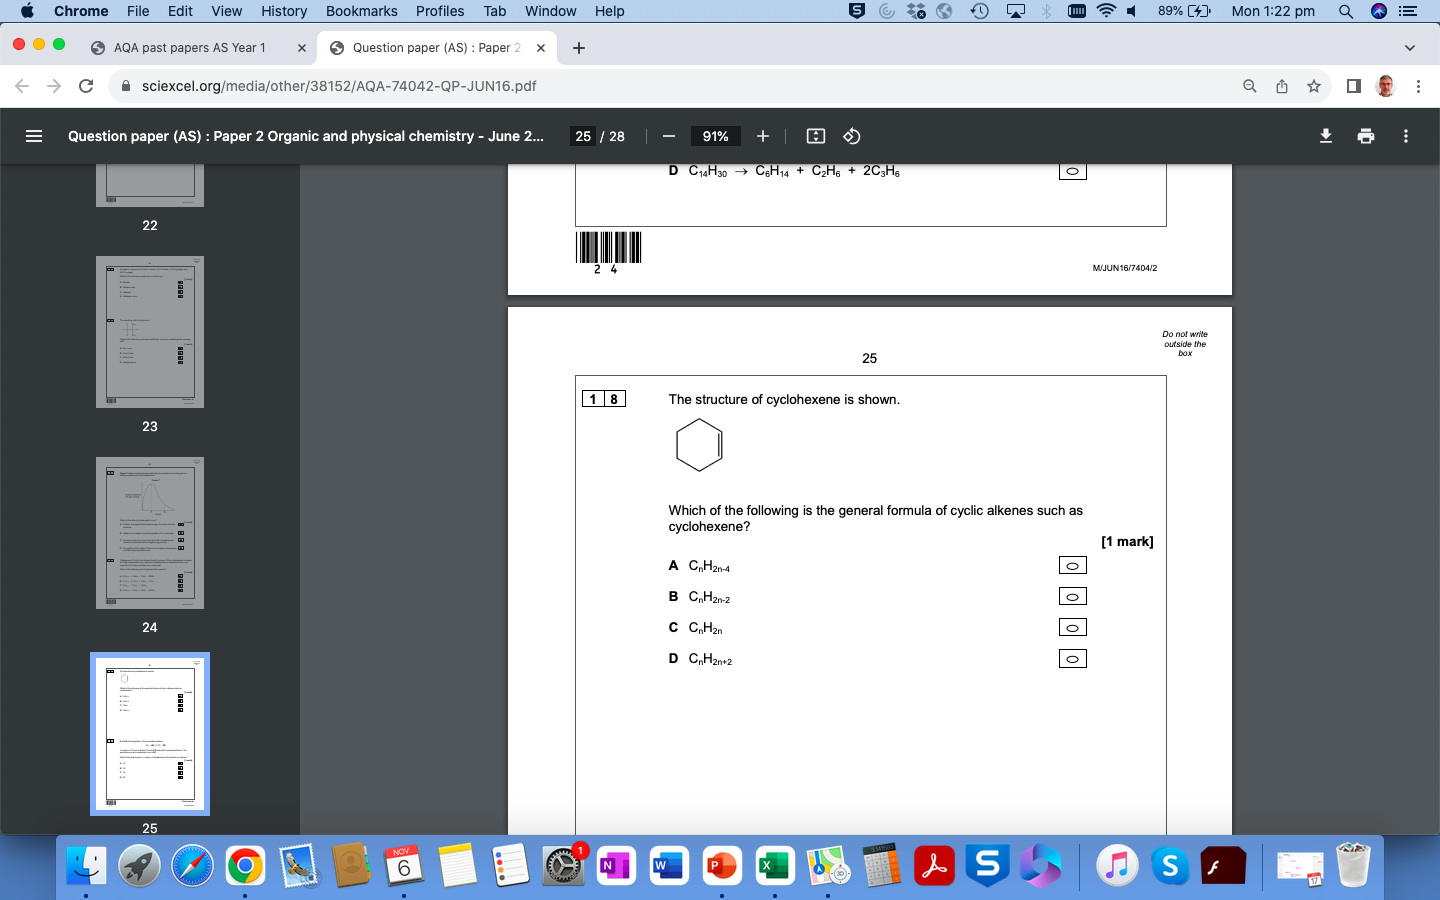 Chrome File Edit View History Bookmarks Profiles Tab Window Help 89% Mon 1:22 pm
AQA past papers AS Year 1 Question paper (AS) : Paper 2
sciexcel.org/media/other/38152/AQA-74042-QP-JUN16.pdf
Question paper (AS) : Paper 2 Organic and physical chemistry - June 2... 25 / 28 91%
22
23
24
25
D C₁₄H₃₀ → C₆H₁₄ + C₂H₆ + 2C₃H₆
2 4
M/JUN16/7404/2
Do not write
outside the
box
25
1 8 The structure of cyclohexene is shown.
Which of the following is the general formula of cyclic alkenes such as
cyclohexene?
[1 mark]
A CₙH₂ₙ₋₄
B CₙH₂ₙ₋₂
C CₙH₂ₙ
D CₙH₂ₙ₊₂
NOV
6
1
N
W
P
X
3D
S
S
f
17